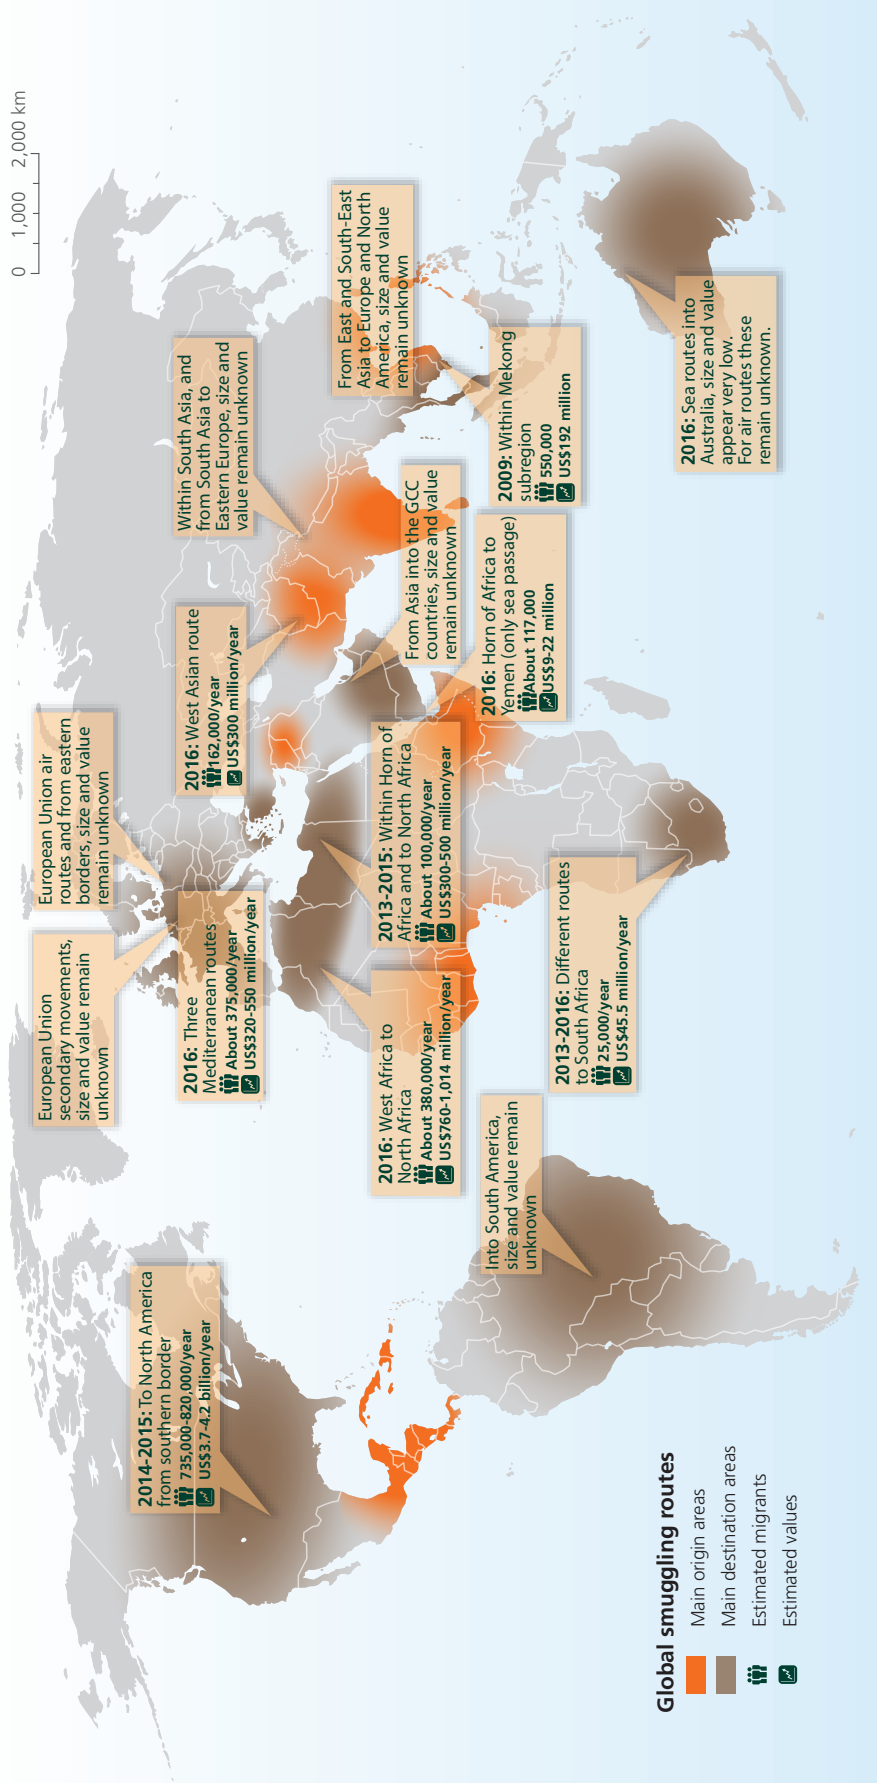 0 1,000 2,000 km
European Union
secondary movements,
size and value remain
unknown
European Union air
routes and from eastern
borders, size and value
remain unknown
2014-2015: To North America
from southern border
735,000-820,000/year
US$3.7-4.2 billion/year
2016: Three
Mediterranean routes
About 375,000/year
US$320-550 million/year
2016: West Asian route
162,000/year
US$300 million/year
Within South Asia, and
from South Asia to
Eastern Europe, size and
value remain unknown
From East and South-East
Asia to Europe and North
America, size and value
remain unknown
2016: West Africa to
North Africa
About 380,000/year
US$760-1,014 million/year
2013-2015: Within Horn of
Africa and to North Africa
About 100,000/year
US$300-500 million/year
From Asia into the GCC
countries, size and value
remain unknown
Into South America,
size and value remain
unknown
2016: Horn of Africa to
Yemen (only sea passage)
About 117,000
US$9-22 million
2009: Within Mekong
subregion
550,000
US$192 million
2013-2016: Different routes
to South Africa
25,000/year
US$45.5 million/year
2016: Sea routes into
Australia, size and value
appear very low.
For air routes these
remain unknown.
Global smuggling routes
Main origin areas
Main destination areas
Estimated migrants
Estimated values